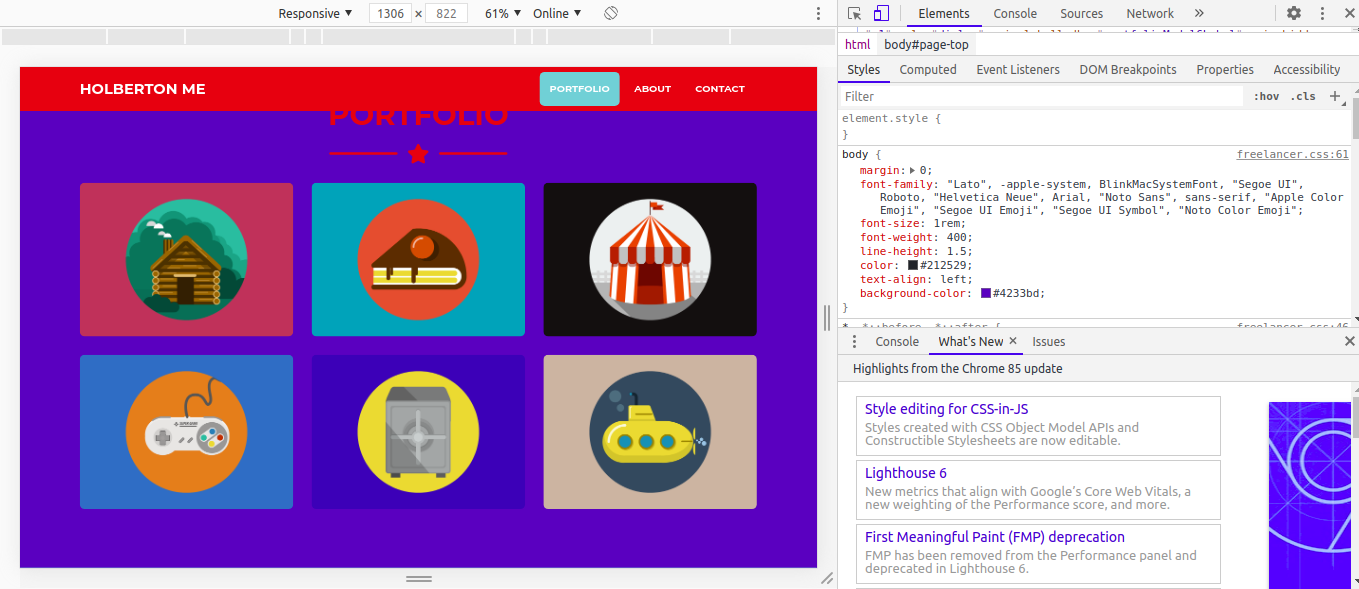 Responsive ▼ 1306 × 822 61% ▼ Online ▼
HOLBERTON ME
PORTFOLIO ABOUT CONTACT
PORTFOLIO
Elements Console Sources Network »
html body#page-top
Styles Computed Event Listeners DOM Breakpoints Properties Accessibility
Filter :hov .cls +
element.style {
}
body { freelancer.css:61
margin: ▶ 0;
font-family: "Lato", -apple-system, BlinkMacSystemFont, "Segoe UI",
Roboto, "Helvetica Neue", Arial, "Noto Sans", sans-serif, "Apple Color
Emoji", "Segoe UI Emoji", "Segoe UI Symbol", "Noto Color Emoji";
font-size: 1rem;
font-weight: 400;
line-height: 1.5;
color: #212529;
text-align: left;
background-color: #4233bd;
}
*, *::before, *::after { freelancer.css:46
Console What's New × Issues
Highlights from the Chrome 85 update
Style editing for CSS-in-JS
Styles created with CSS Object Model APIs and
Constructible Stylesheets are now editable.
Lighthouse 6
New metrics that align with Google's Core Web Vitals, a
new weighting of the Performance score, and more.
First Meaningful Paint (FMP) deprecation
FMP has been removed from the Performance panel and
deprecated in Lighthouse 6.